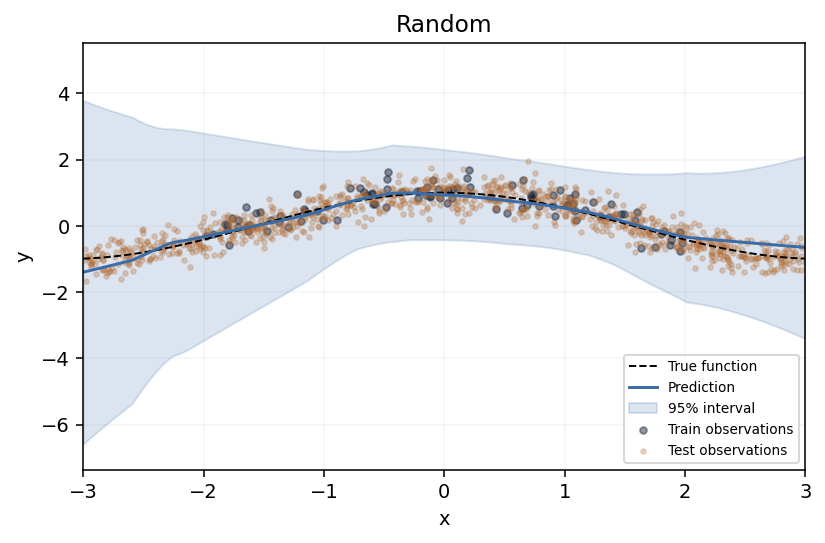 Random
y
4
2
0
−2
−4
−6
−3 −2 −1 0 1 2 3
x
True function
Prediction
95% interval
Train observations
Test observations